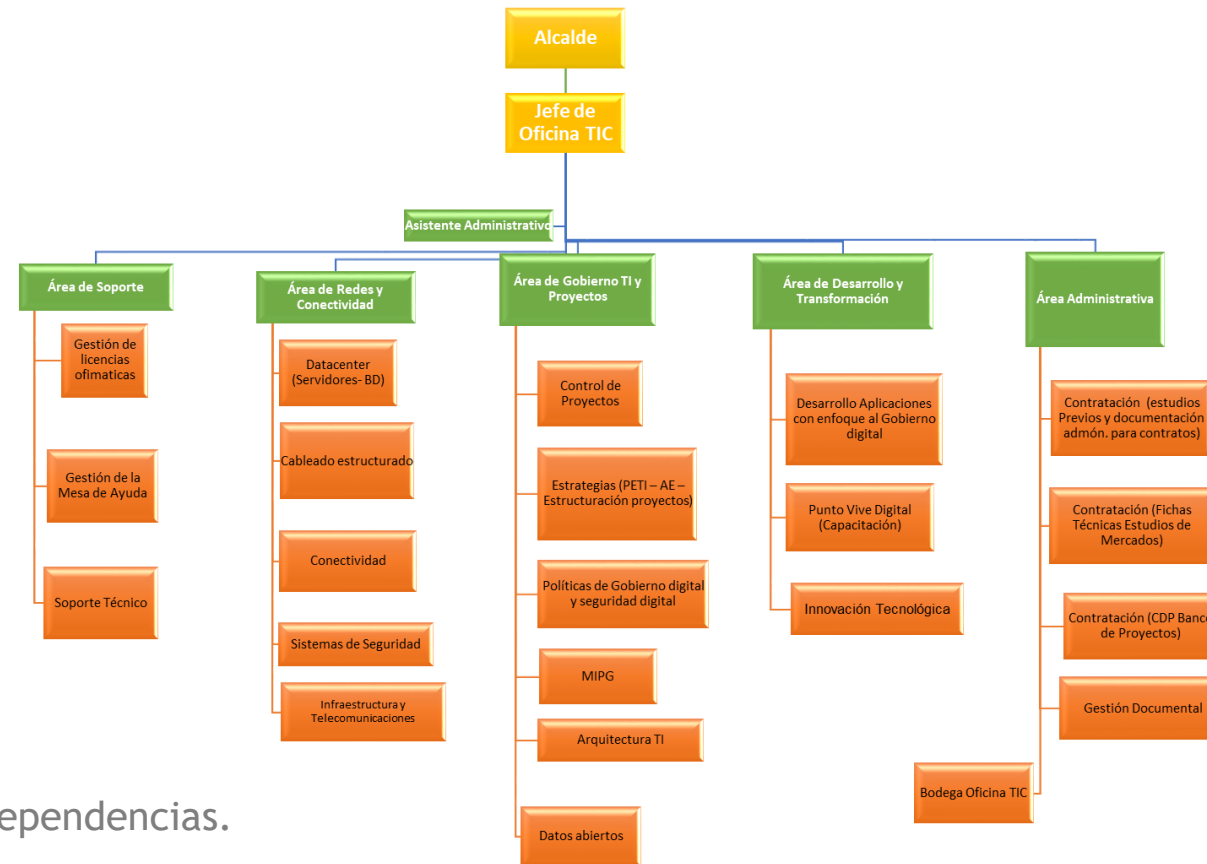 Alcalde
Jefe de
Oficina TIC
Asistente Administrativo
Área de Soporte
Gestión de
licencias
ofimaticas
Gestión de la
Mesa de Ayuda
Soporte Técnico
Área de Redes y
Conectividad
Datacenter
(Servidores- BD)
Cableado estructurado
Conectividad
Sistemas de Seguridad
Infraestructura y
Telecomunicaciones
Área de Gobierno TI y
Proyectos
Control de
Proyectos
Estrategias (PETI – AE –
Estructuración proyectos)
Políticas de Gobierno digital
y seguridad digital
MIPG
Arquitectura TI
Datos abiertos
Área de Desarrollo y
Transformación
Desarrollo Aplicaciones
con enfoque al Gobierno
digital
Punto Vive Digital
(Capacitación)
Innovación Tecnológica
Área Administrativa
Contratación (estudios
Previos y documentación
admón. para contratos)
Contratación (Fichas
Técnicas Estudios de
Mercados)
Contratación (CDP Banco
de Proyectos)
Gestión Documental
Bodega Oficina TIC
ependencias.